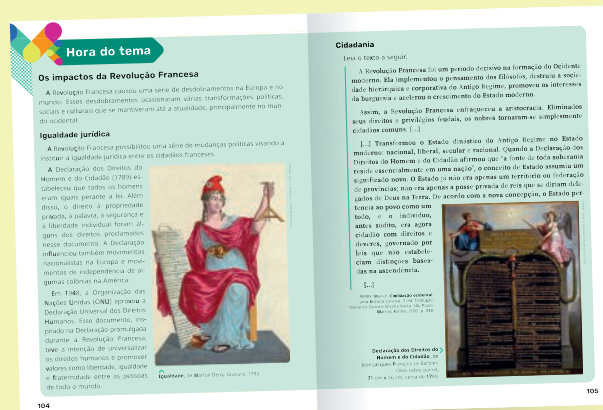 Hora do tema
Os impactos da Revolução Francesa
A Revolução Francesa causou uma série de desdobramentos na Europa e no
mundo. Esses desdobramentos ocasionaram várias transformações políticas,
sociais e culturais que se mantiveram até a atualidade, principalmente no mun-
do ocidental.
Igualdade jurídica
A Revolução Francesa possibilitou uma série de mudanças políticas visando a
instituir a igualdade jurídica entre os cidadãos franceses.
A Declaração dos Direitos do
Homem e do Cidadão (1789) es-
tabeleceu que todos os homens
eram iguais perante a lei. Além
disso, o direito à propriedade
privada, a palavra, a segurança e
a liberdade individual foram al-
guns dos direitos proclamados
nesse documento. A Declaração
influenciou também movimentos
nacionalistas na Europa e movi-
mentos de independência de al-
gumas colônias na América.
Em 1948, a Organização das
Nações Unidas (ONU) aprovou a
Declaração Universal dos Direitos
Humanos. Esse documento, ins-
pirado na Declaração promulgada
durante a Revolução Francesa,
teve a intenção de universalizar
os direitos humanos e promover
valores como liberdade, igualdade
e fraternidade entre as pessoas
de todo o mundo.
Igualdade, de Gravura, 1793.
104
Cidadania
Leia o texto a seguir.
A Revolução Francesa foi um período decisivo na formação do Ocidente
moderno. Ela implementou o pensamento dos filósofos, destruiu a socie-
dade hierárquica e corporativa do Antigo Regime, promoveu os interesses
da burguesia e acelerou o crescimento do Estado moderno.
Assim, a Revolução Francesa enfraqueceu a aristocracia. Eliminados
seus direitos e privilégios feudais, os nobres tornaram-se simplesmente
cidadãos comuns. [...]
[...] Transformou o Estado dinástico do Antigo Regime no Estado
moderno: nacional, liberal, secular e racional. Quando a Declaração dos
Direitos do Homem e do Cidadão afirmou que "a fonte de toda soberania
reside essencialmente em uma nação", o conceito de Estado assumiu um
significado novo. O Estado já não era apenas um território ou federação
de províncias; não era apenas a posse privada de reis que se diziam dele-
gados de Deus na Terra. De acordo com a nova concepção, o Estado per-
tencia ao povo como um
todo, e o indivíduo,
antes súdito, era agora
cidadão com direitos e
deveres, governado por
leis que não estabele-
ciam distinções basea-
das na ascendência.
[...]
PERRY, Marvin. Civilização ocidental:
Declaração dos Direitos do
Homem e do Cidadão, de
Jean-Jacques François
Óleo sobre painel,
105